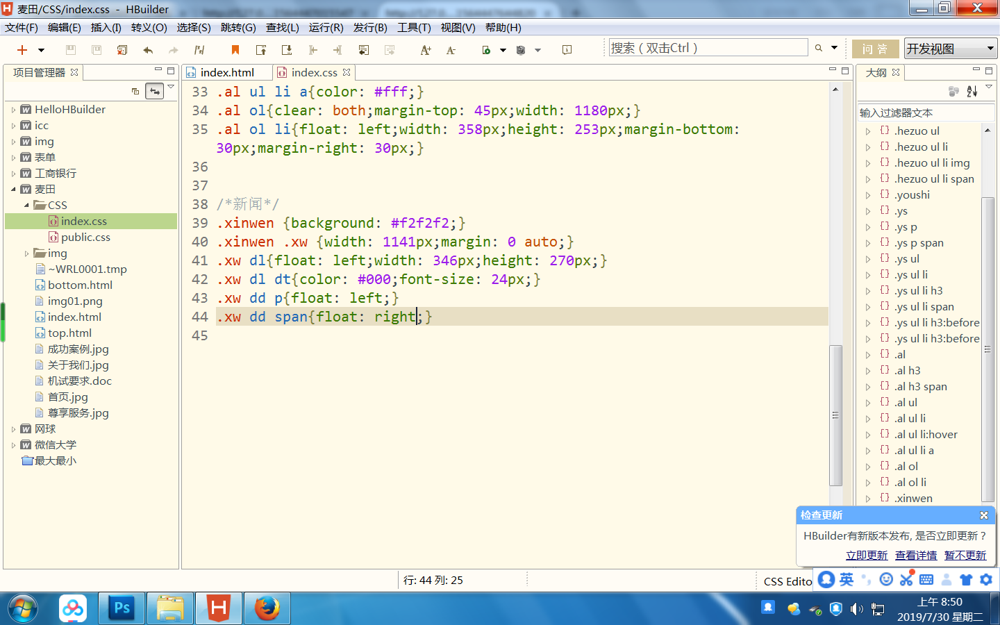 麦田/CSS/index.css - HBuilder
文件(F) 编辑(E) 插入(I) 转义(O) 选择(S) 跳转(G) 查找(L) 运行(R) 发行(B) 工具(T) 视图(V) 帮助(H)
搜索（双击Ctrl）
问答
开发视图
项目管理器
HelloHBuilder
icc
img
表单
工商银行
麦田
CSS
index.css
public.css
img
~WRL0001.tmp
bottom.html
img01.png
index.html
top.html
成功案例.jpg
关于我们.jpg
机试要求.doc
首页.jpg
尊享服务.jpg
网球
微信大学
最大最小
index.html
index.css
33 .al ul li a{color: #fff;}
34 .al ol{clear: both;margin-top: 45px;width: 1180px;}
35 .al ol li{float: left;width: 358px;height: 253px;margin-bottom:
30px;margin-right: 30px;}
36
37
38 /*新闻*/
39 .xinwen {background: #f2f2f2;}
40 .xinwen .xw {width: 1141px;margin: 0 auto;}
41 .xw dl{float: left;width: 346px;height: 270px;}
42 .xw dl dt{color: #000;font-size: 24px;}
43 .xw dd p{float: left;}
44 .xw dd span{float: right;}
45
大纲
输入过滤器文本
.hezuo ul
.hezuo ul li
.hezuo ul li img
.hezuo ul li span
.youshi
.ys
.ys p
.ys p span
.ys ul
.ys ul li
.ys ul li h3
.ys ul li span
.ys ul li h3:before
.ys ul li h3:before
.al
.al h3
.al h3 span
.al ul
.al ul li
.al ul li:hover
.al ul li a
.al ol
.al ol li
.xinwen
检查更新
HBuilder有新版本发布, 是否立即更新？
立即更新 查看详情 暂不更新
行: 44 列: 25
CSS Edito
英
Ps
上午 8:50
2019/7/30 星期二